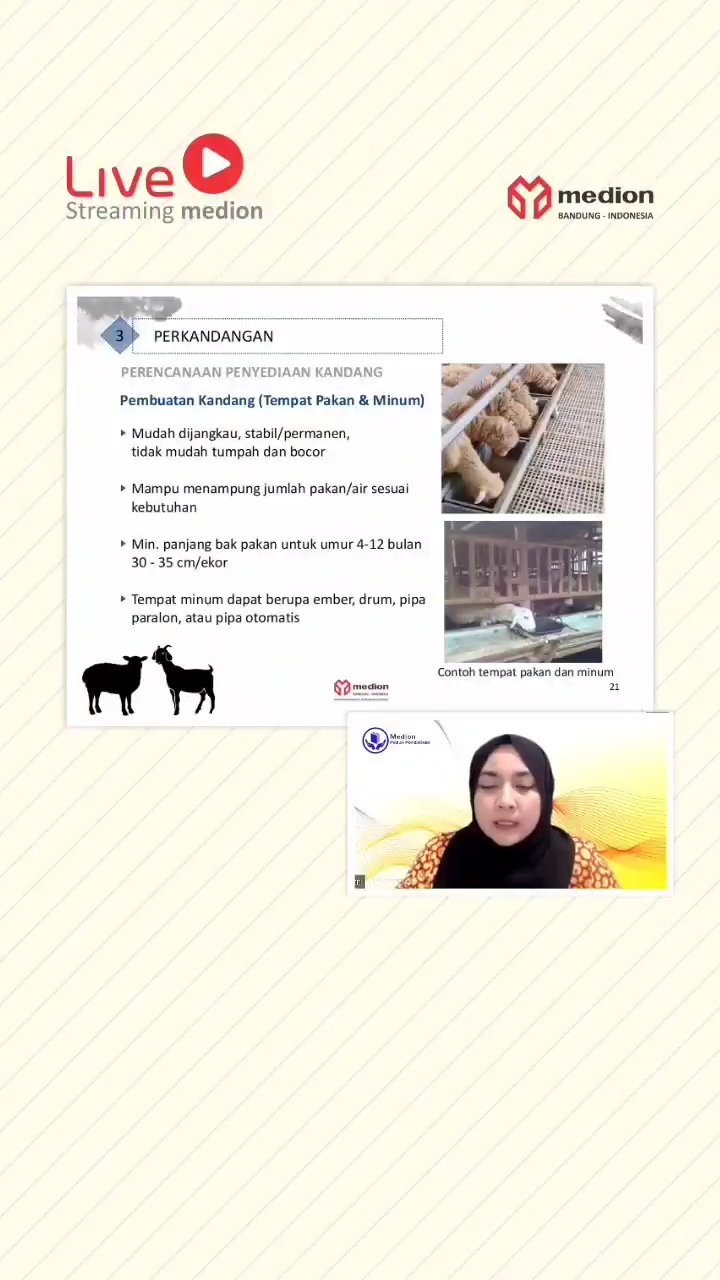 Live
Streaming medion
medion
BANDUNG - INDONESIA
3
PERKANDANGAN
PERENCANAAN PENYEDIAAN KANDANG
Pembuatan Kandang (Tempat Pakan & Minum)
Mudah dijangkau, stabil/permanen,
tidak mudah tumpah dan bocor
Mampu menampung jumlah pakan/air sesuai
kebutuhan
Min. panjang bak pakan untuk umur 4-12 bulan
30 - 35 cm/ekor
Tempat minum dapat berupa ember, drum, pipa
paralon, atau pipa otomatis
Contoh tempat pakan dan minum
medion
21
Medion
Peduli Pendidikan